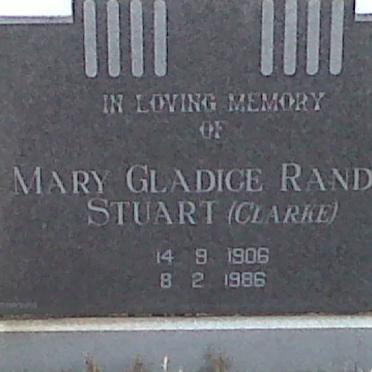 IN LOVING MEMORY
OF
MARY GLADICE RAND
STUART (CLARKE)
14 9 1906
8 2 1986